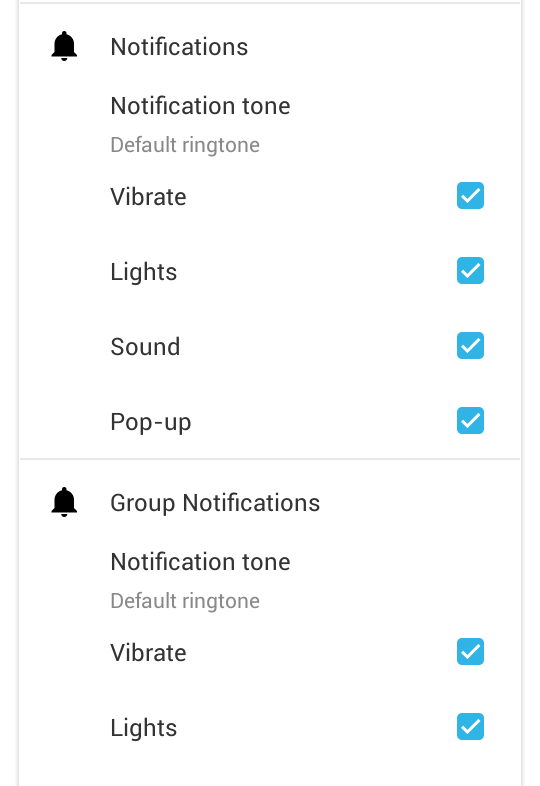 Notifications
Notification tone
Default ringtone
Vibrate
Lights
Sound
Pop-up
Group Notifications
Notification tone
Default ringtone
Vibrate
Lights